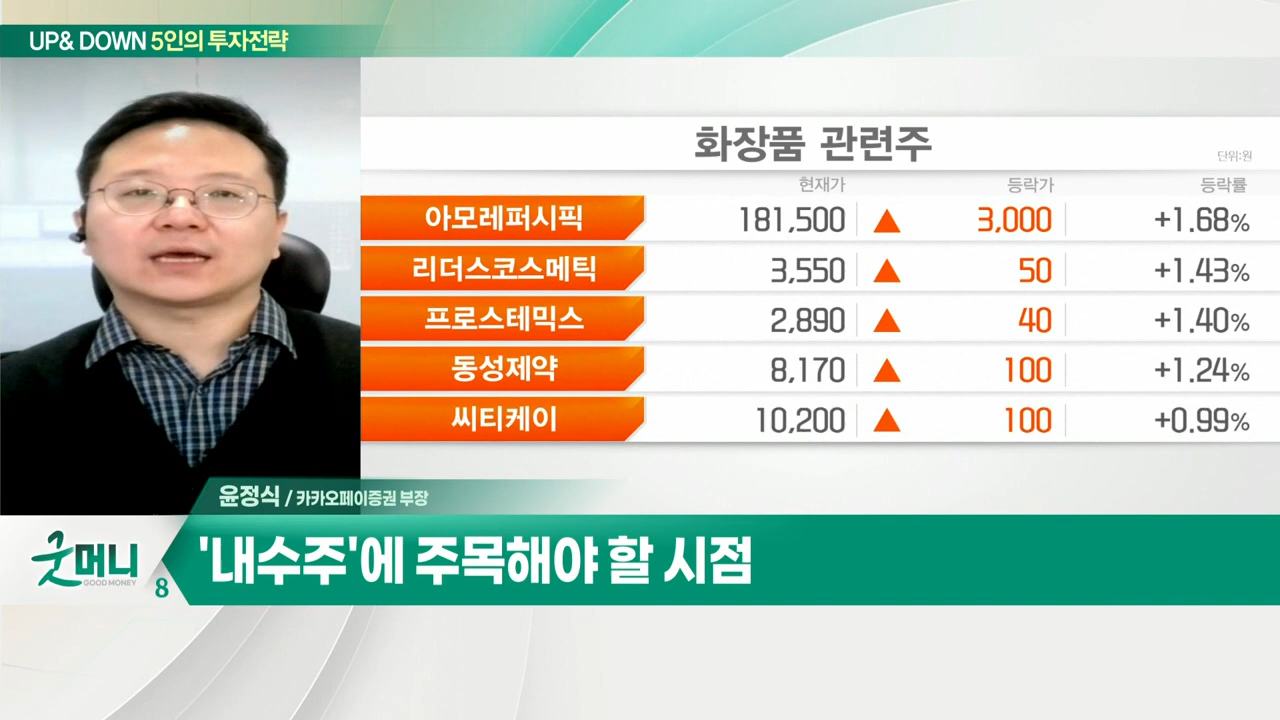 UP& DOWN 5인의 투자전략
화장품 관련주
단위:원
현재가 등락가 등락률
아모레퍼시픽 181,500 ▲ 3,000 +1.68%
리더스코스메틱 3,550 ▲ 50 +1.43%
프로스테믹스 2,890 ▲ 40 +1.40%
동성제약 8,170 ▲ 100 +1.24%
씨티케이 10,200 ▲ 100 +0.99%
윤정식 / 카카오페이증권 부장
굿머니
GOOD MONEY
8
'내수주'에 주목해야 할 시점